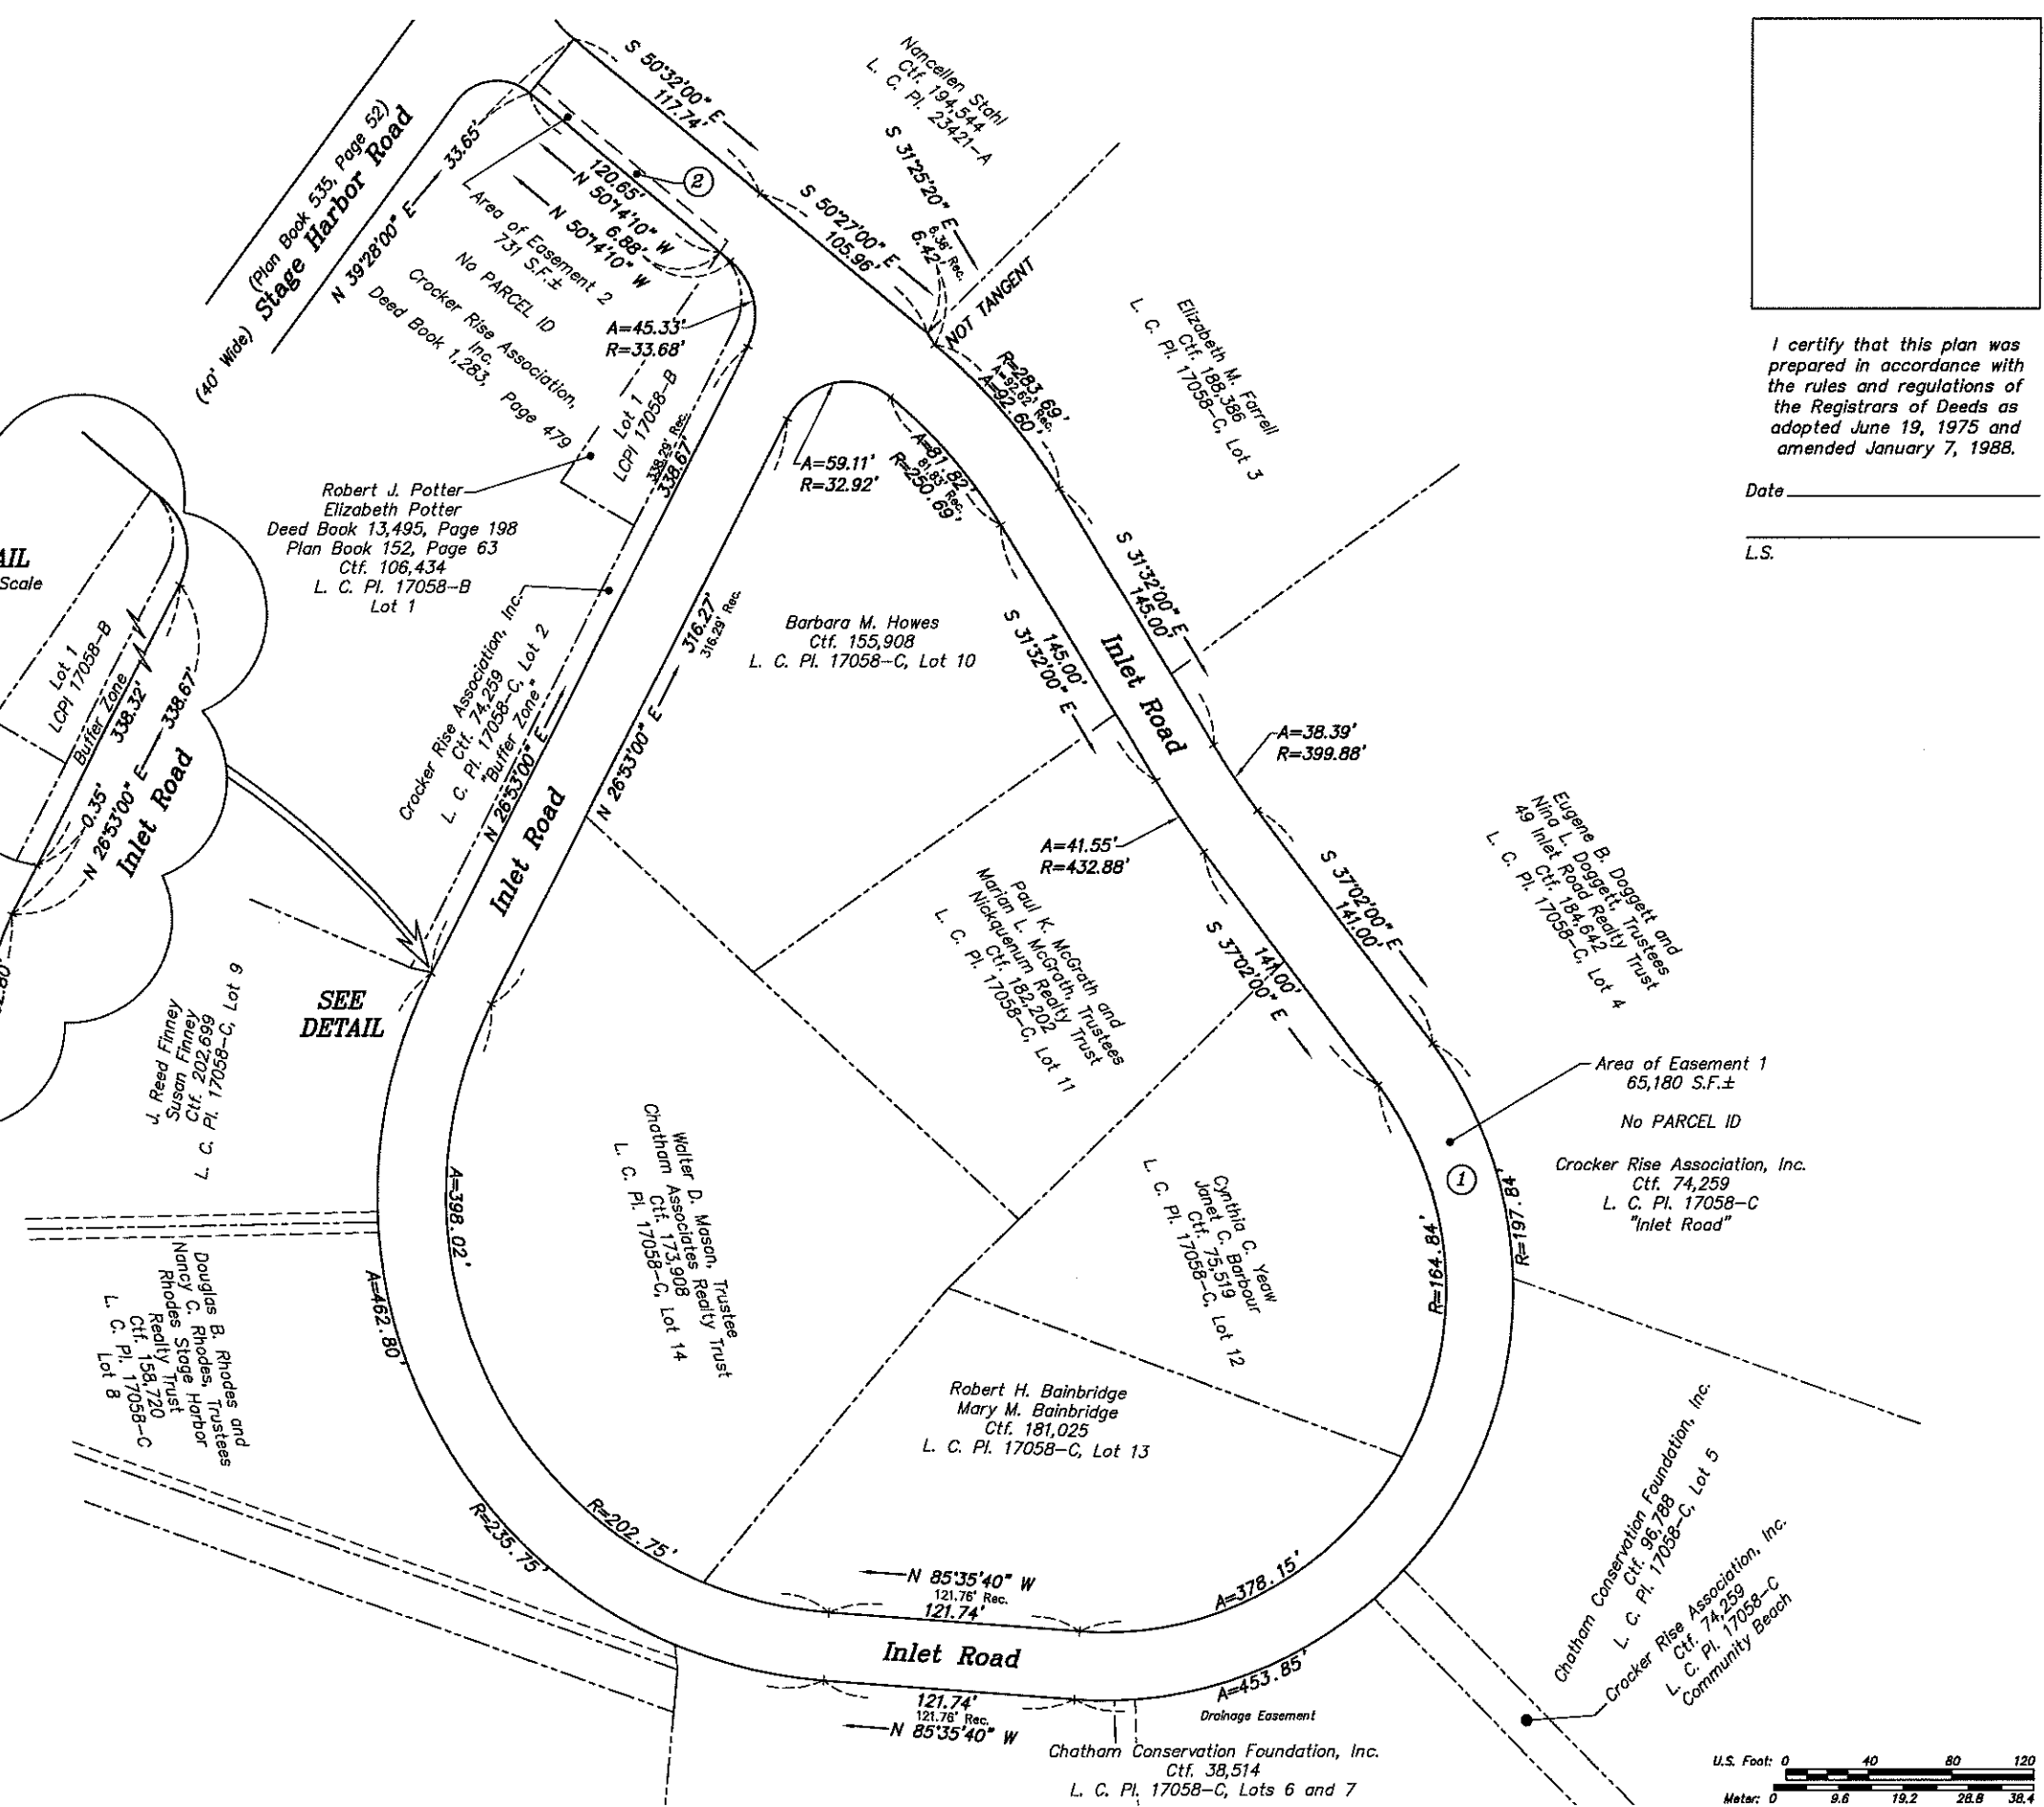 S 50°32'00" E
117.74'
Nancellen Stahl
Ctf. 194,544
L. C. Pl. 23421-A
(Plan Book 535, Page 52)
Stage Harbor Road
(40' Wide)
N 39°28'00" E
33.65'
120.65'
N 50°14'10" W
6.88'
N 50°14'10" W
2
Area of Easement 2
731 S.F.±
No PARCEL ID
Crocker Rise Association,
Inc.
Deed Book 1,283, Page 479
S 50°27'00" E
105.96'
S 31°25'20" E
6.38' Rec.
6.42'
NOT TANGENT
A=45.33'
R=33.68'
R=283.69'
A=92.62' Rec.
A=92.60'
Elizabeth M. Farrell
Ctf. 188,386
L. C. Pl. 17058-C, Lot 3
I certify that this plan was
prepared in accordance with
the rules and regulations of
the Registrars of Deeds as
adopted June 19, 1975 and
amended January 7, 1988.
Date
L.S.
Lot 1
LCPl 17058-B
338.29' Rec.
338.67'
A=59.11'
R=32.92'
A=81.82'
81.83' Rec.
R=250.69'
Robert J. Potter
Elizabeth Potter
Deed Book 13,495, Page 198
Plan Book 152, Page 63
Ctf. 106,434
L. C. Pl. 17058-B
Lot 1
AIL
Scale
Lot 1
LCPl 17058-B
Buffer Zone
338.32'
0.35'
N 26°53'00" E
338.67'
Inlet Road
Crocker Rise Association, Inc.
Ctf. 74,259
L. C. Pl. 17058-C, Lot 2
"Buffer Zone"
N 26°53'00" E
Inlet Road
N 26°53'00" E
316.27'
316.29' Rec.
Barbara M. Howes
Ctf. 155,908
L. C. Pl. 17058-C, Lot 10
145.00'
S 31°32'00" E
Inlet Road
S 31°32'00" E
145.00'
A=38.39'
R=399.88'
A=41.55'
R=432.88'
Paul K. McGrath and
Marian L. McGrath, Trustees
Nickquenum Realty Trust
Ctf. 182,202
L. C. Pl. 17058-C, Lot 11
S 37°02'00" E
141.00'
141.00'
S 37°02'00" E
Eugene B. Doggett and
Nina L. Doggett, Trustees
49 Inlet Road Realty Trust
Ctf. 184,642
L. C. Pl. 17058-C, Lot 4
SEE
DETAIL
J. Reed Finney
Susan Finney
Ctf. 202,699
L. C. Pl. 17058-C, Lot 9
Area of Easement 1
65,180 S.F.±
No PARCEL ID
Crocker Rise Association, Inc.
Ctf. 74,259
L. C. Pl. 17058-C
"Inlet Road"
1
R=197.84'
R=164.84'
A=398.02'
A=462.80'
Walter D. Mason, Trustee
Chatham Associates Realty Trust
Ctf. 173,908
L. C. Pl. 17058-C, Lot 14
Cynthia C. Yeaw
Janet C. Barbour
Ctf. 75,519
L. C. Pl. 17058-C, Lot 12
Douglas B. Rhodes and
Nancy C. Rhodes, Trustees
Rhodes Stage Harbor
Realty Trust
Ctf. 158,720
L. C. Pl. 17058-C
Lot 8
Robert H. Bainbridge
Mary M. Bainbridge
Ctf. 181,025
L. C. Pl. 17058-C, Lot 13
R=235.75'
R=202.75'
N 85°35'40" W
121.76' Rec.
121.74'
A=378.15'
Inlet Road
121.74'
121.76' Rec.
N 85°35'40" W
A=453.85'
Drainage Easement
Chatham Conservation Foundation, Inc.
Ctf. 38,514
L. C. Pl. 17058-C, Lots 6 and 7
Chatham Conservation Foundation, Inc.
Ctf. 96,788
L. C. Pl. 17058-C, Lot 5
Crocker Rise Association, Inc.
Ctf. 74,259
L. C. Pl. 17058-C
Community Beach
U.S. Foot: 0 40 80 120
Meter: 0 9.6 19.2 28.8 38.4